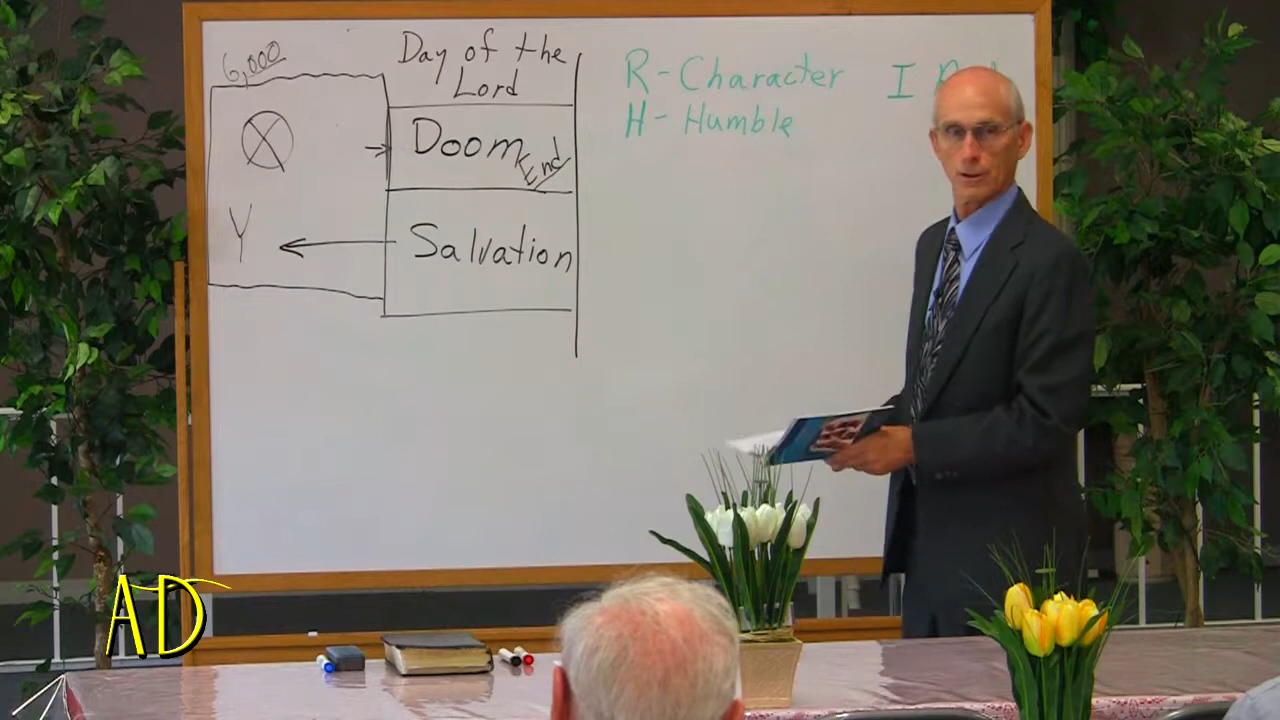 6,000
Day of the
Lord
Doom End
Y
Salvation
R - Character I
H - Humble
AD